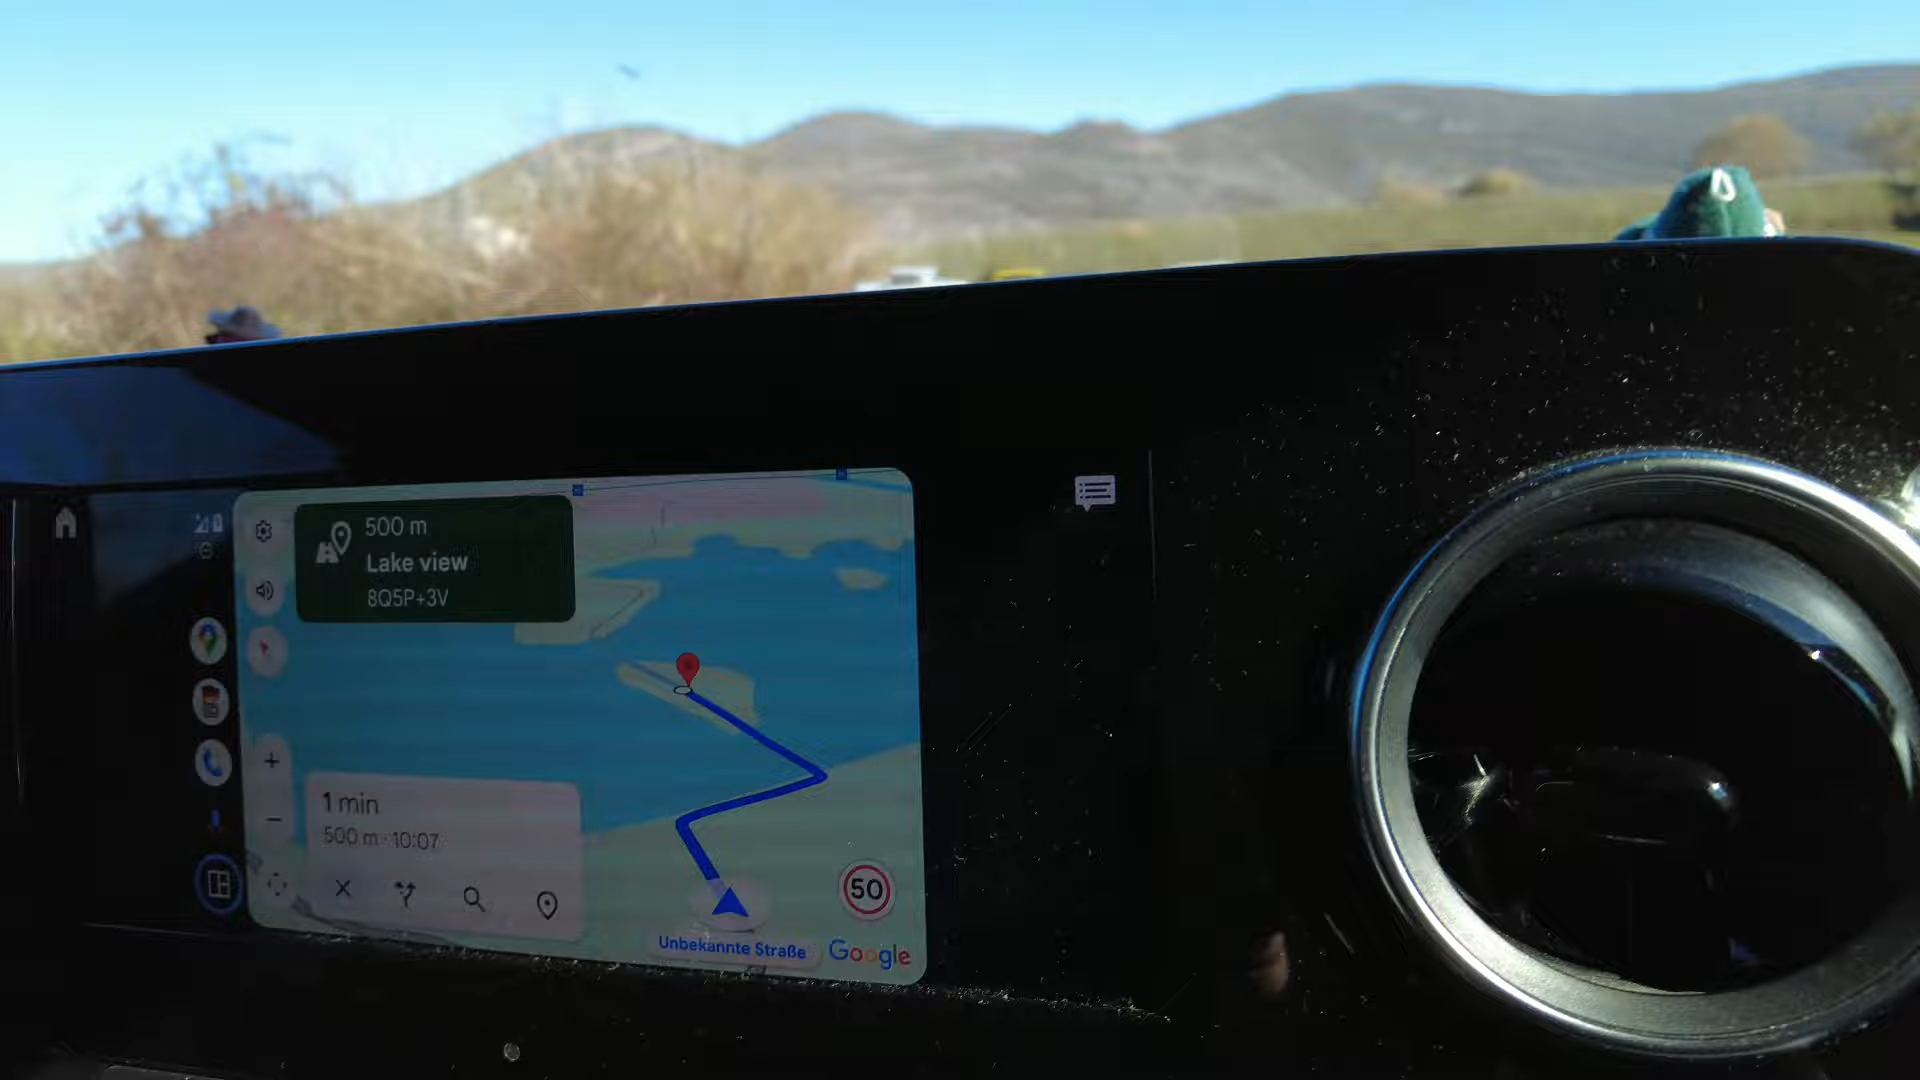 500 m
Lake view
8Q5P+3V
1 min
500 m · 10:07
50
Unbekannte Straße
Google